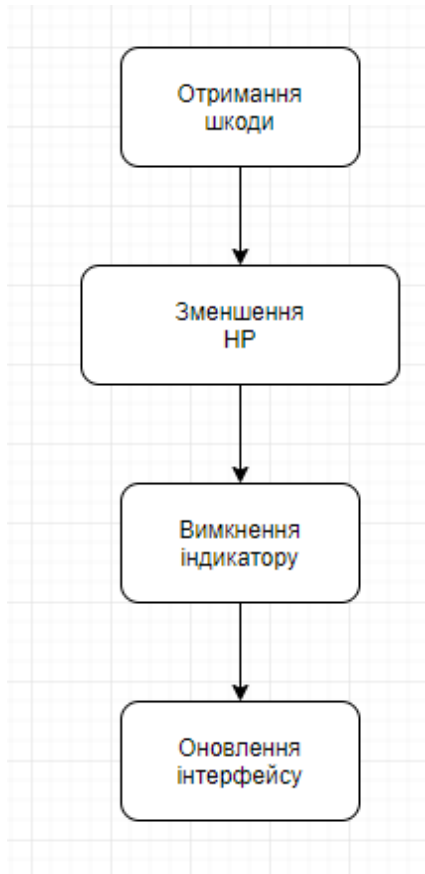 Отримання
шкоди
Зменшення
HP
Вимкнення
індикатору
Оновлення
інтерфейсу